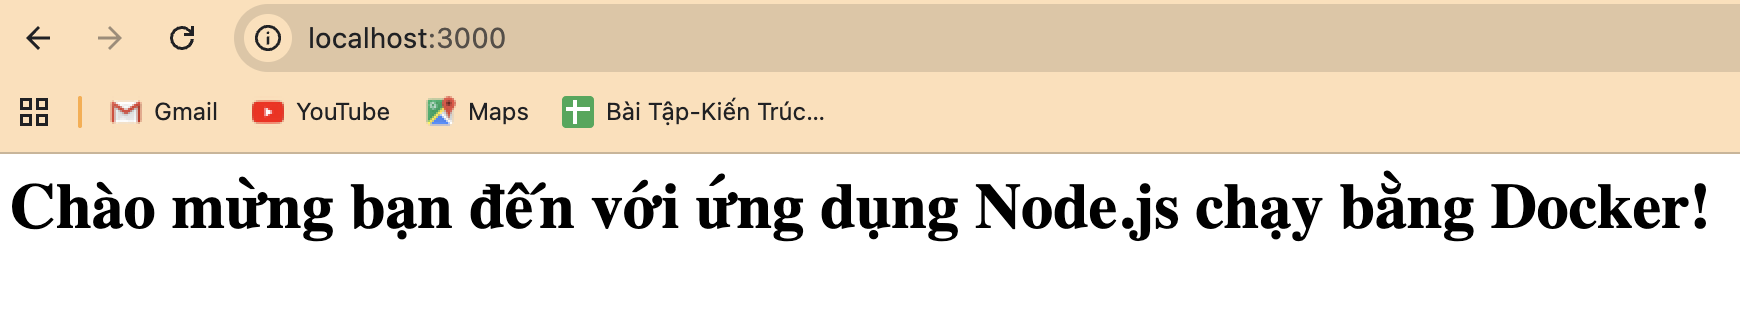 localhost:3000
Gmail YouTube Maps Bài Tập-Kiến Trúc...
Chào mừng bạn đến với ứng dụng Node.js chạy bằng Docker!